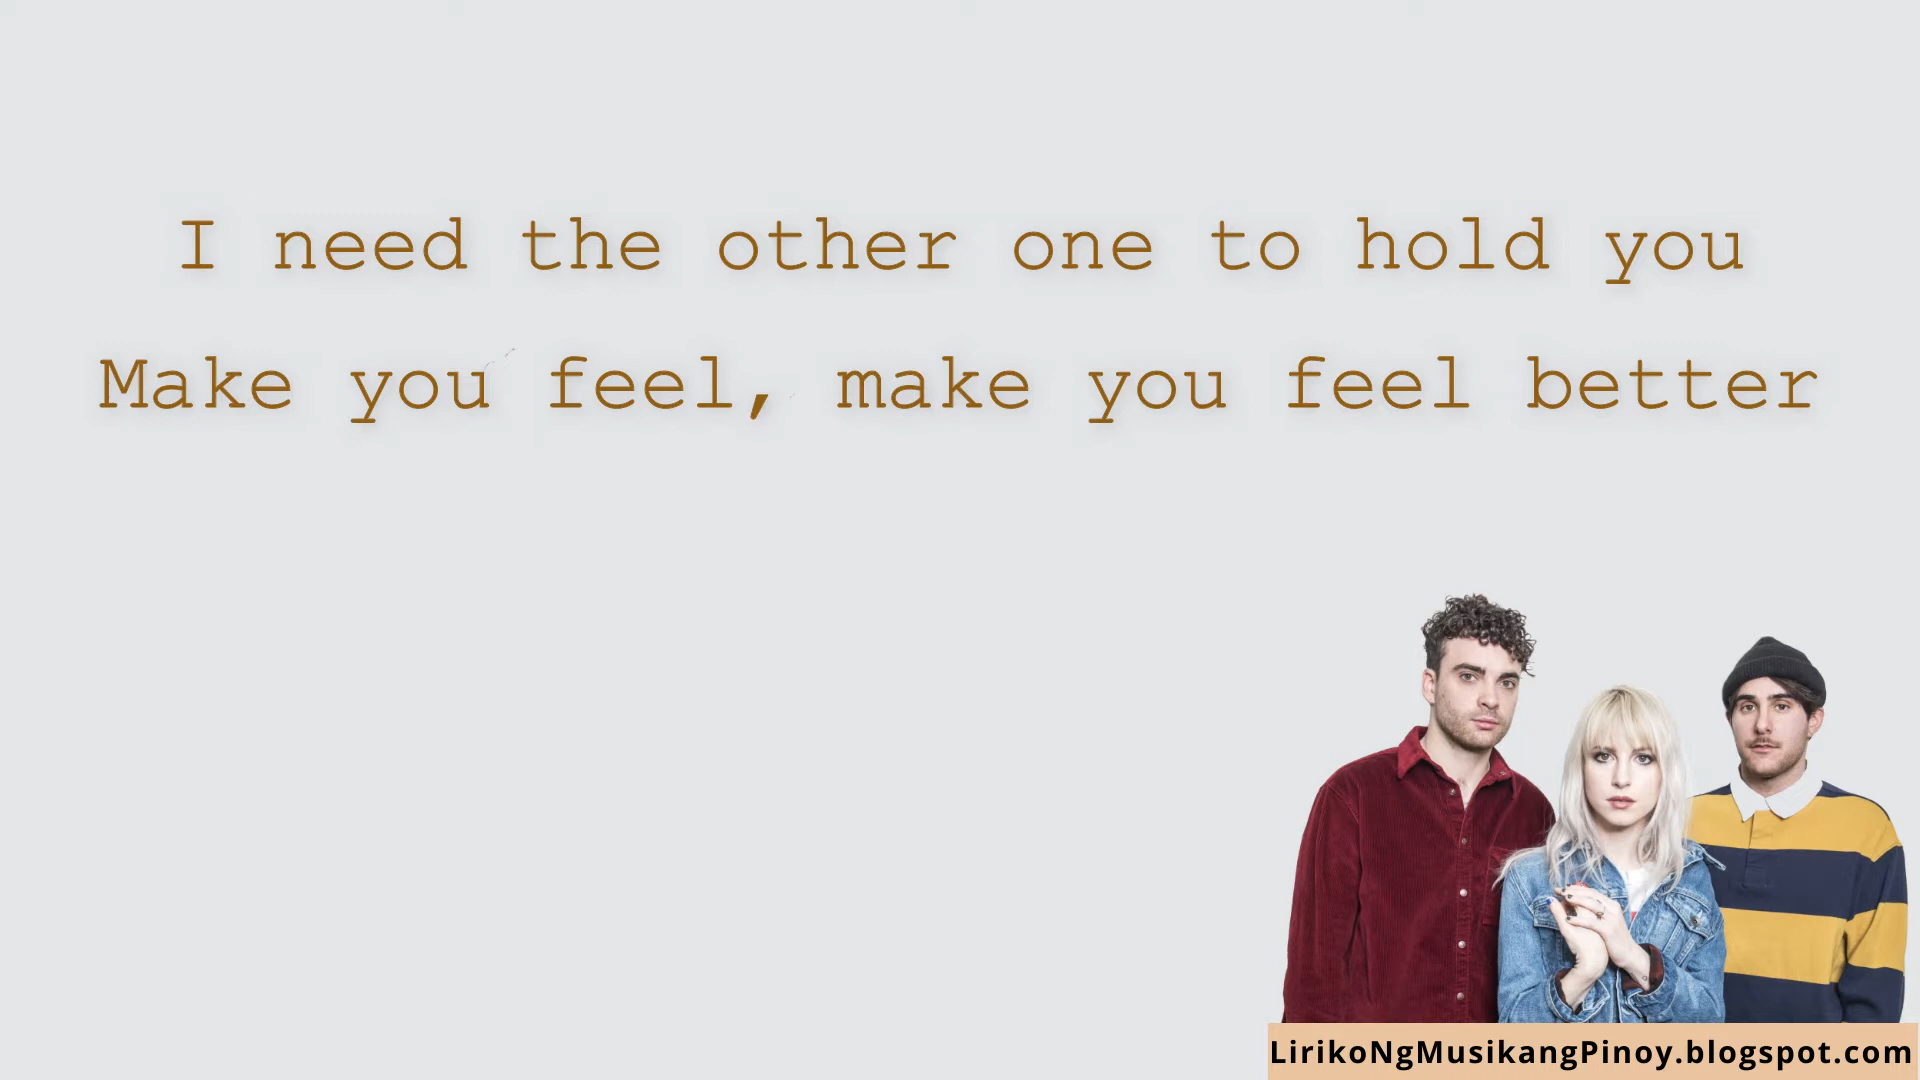 I need the other one to hold you
Make you feel, make you feel better
LirikoNgMusikangPinoy.blogspot.com